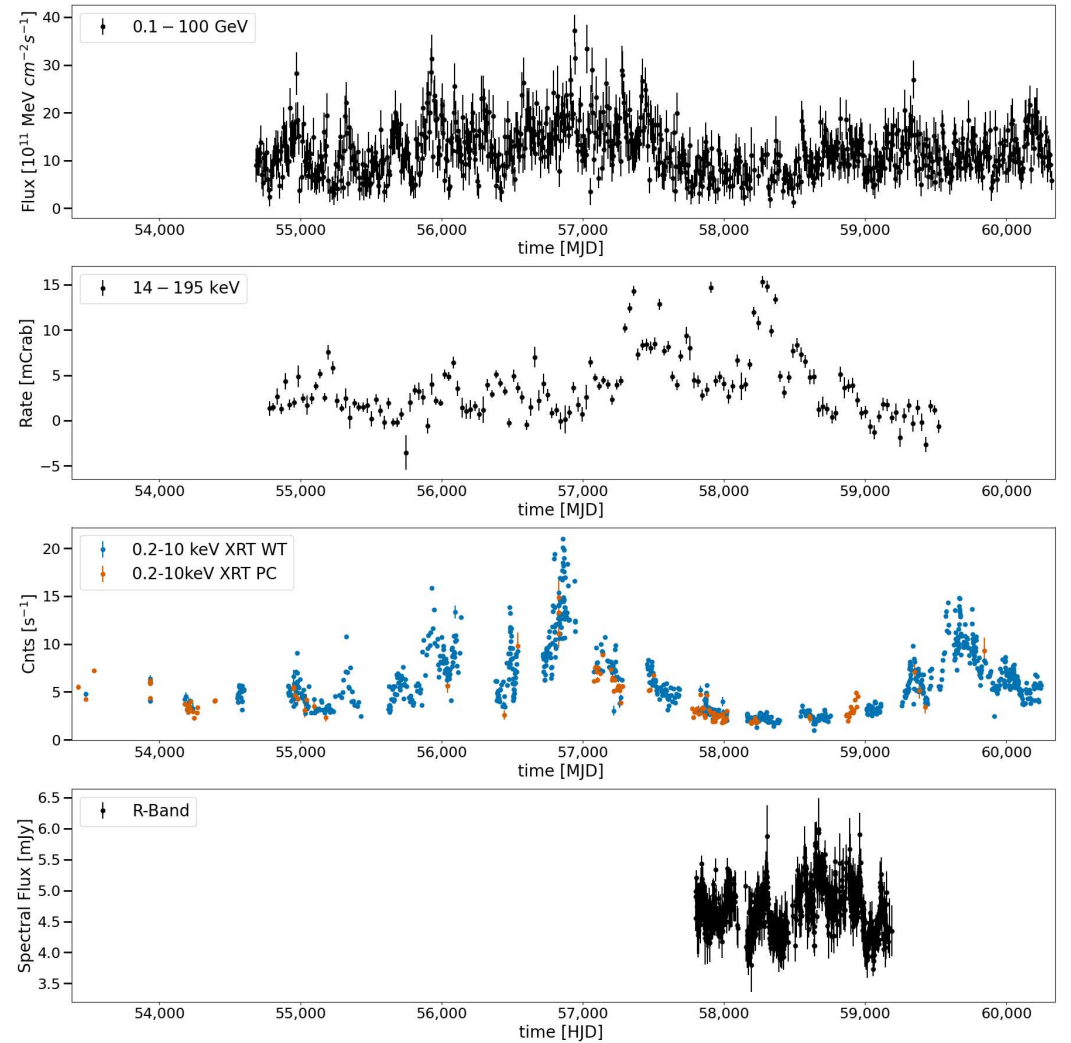 Flux [10¹¹ MeV cm⁻²s⁻¹]
40
30
20
10
0
0.1 − 100 GeV
54,000 55,000 56,000 57,000 58,000 59,000 60,000
time [MJD]
Rate [mCrab]
15
10
5
0
−5
14 − 195 keV
54,000 55,000 56,000 57,000 58,000 59,000 60,000
time [MJD]
Cnts [s⁻¹]
20
15
10
5
0
0.2-10 keV XRT WT
0.2-10keV XRT PC
54,000 55,000 56,000 57,000 58,000 59,000 60,000
time [MJD]
Spectral Flux [mJy]
6.5
6.0
5.5
5.0
4.5
4.0
3.5
R-Band
54,000 55,000 56,000 57,000 58,000 59,000 60,000
time [HJD]